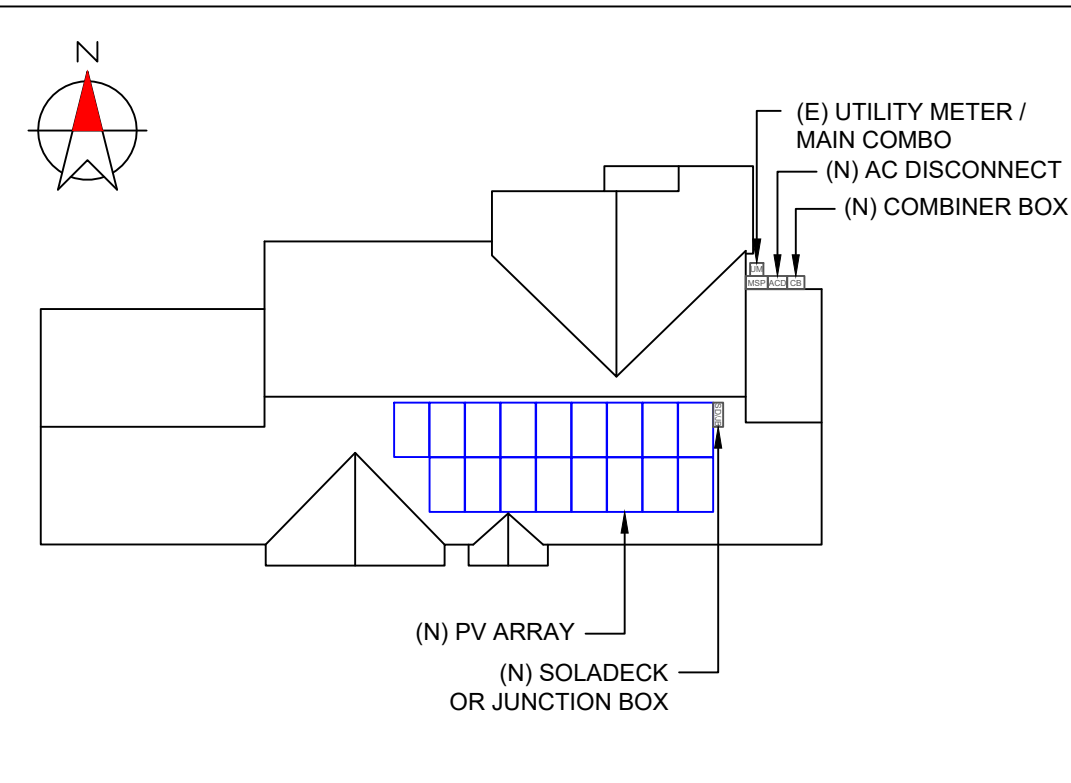 N
(E) UTILITY METER /
MAIN COMBO
(N) AC DISCONNECT
(N) COMBINER BOX
UM
MSP ACD CB
SD/JB
(N) PV ARRAY
(N) SOLADECK
OR JUNCTION BOX